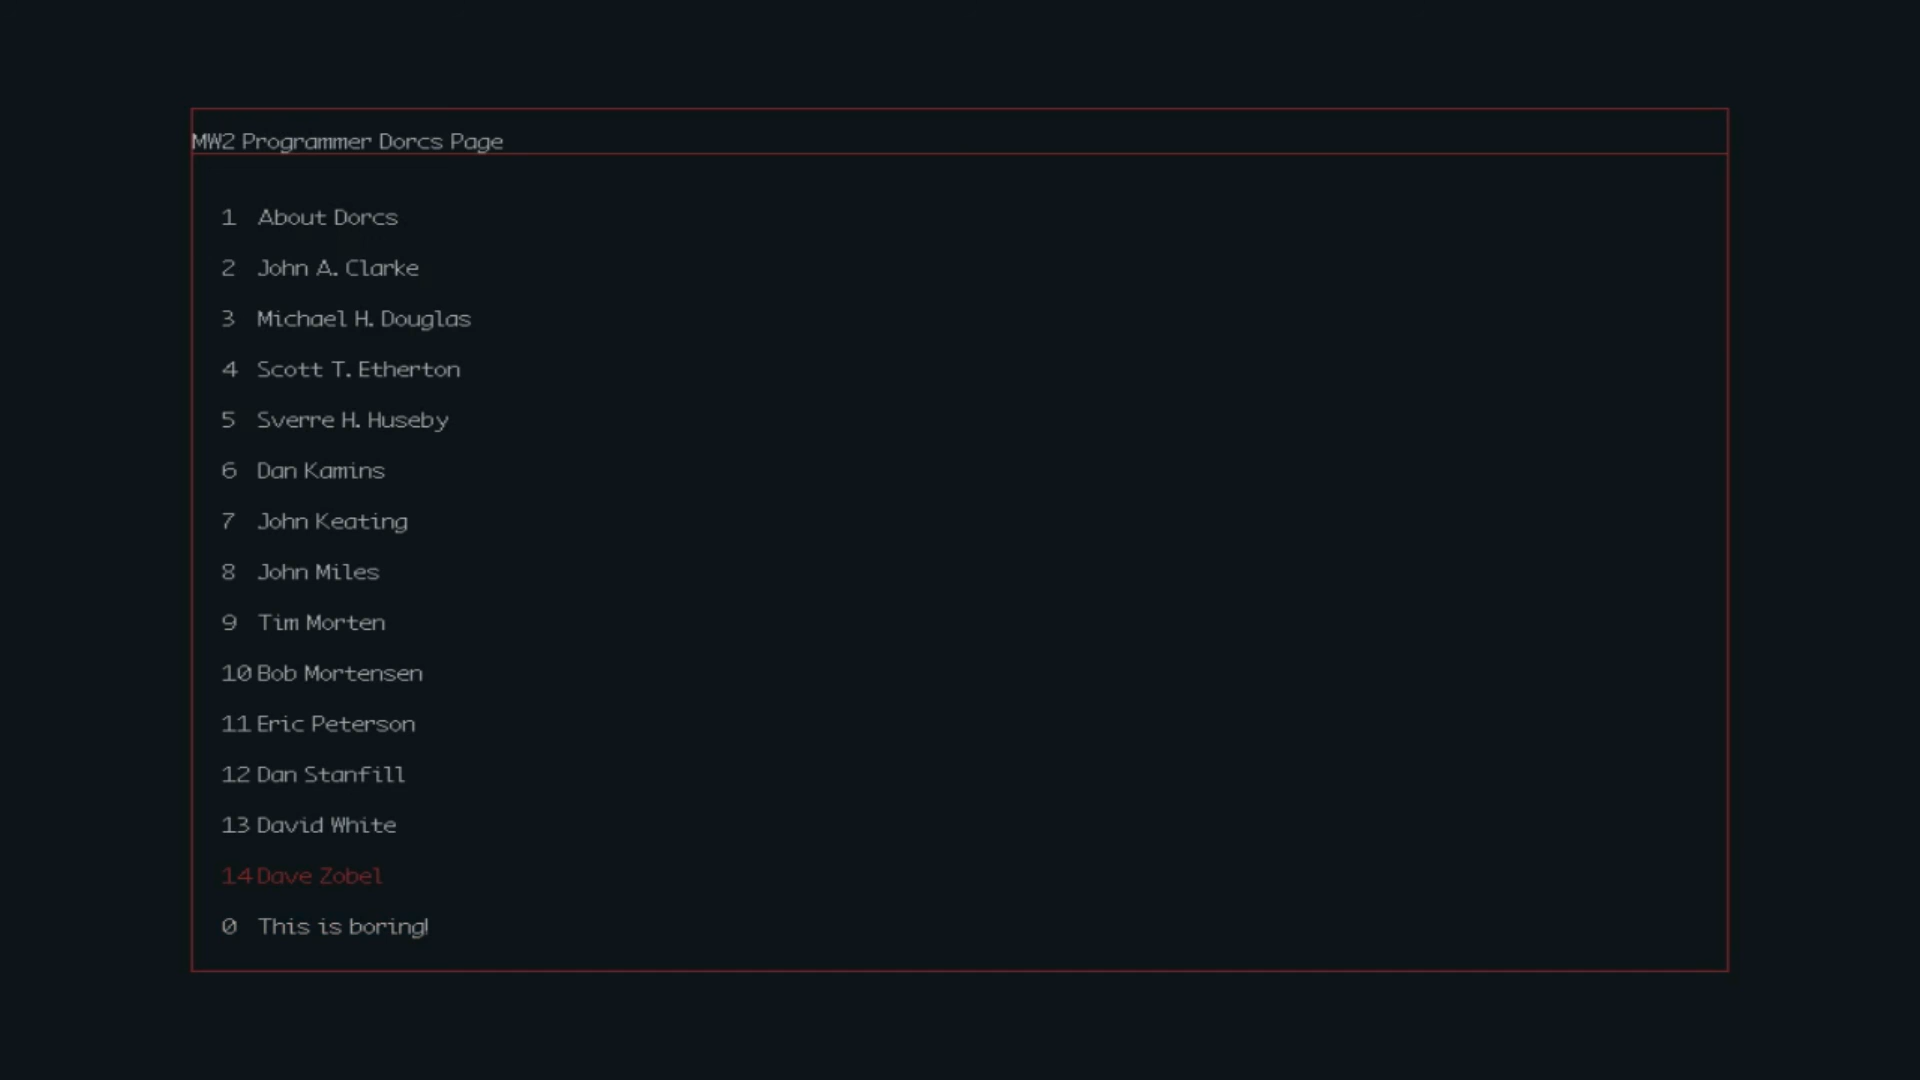 MW2 Programmer Dorcs Page
1 About Dorcs
2 John A. Clarke
3 Michael H. Douglas
4 Scott T. Etherton
5 Sverre H. Huseby
6 Dan Kamins
7 John Keating
8 John Miles
9 Tim Morten
10 Bob Mortensen
11 Eric Peterson
12 Dan Stanfill
13 David White
14 Dave Zobel
0 This is boring!